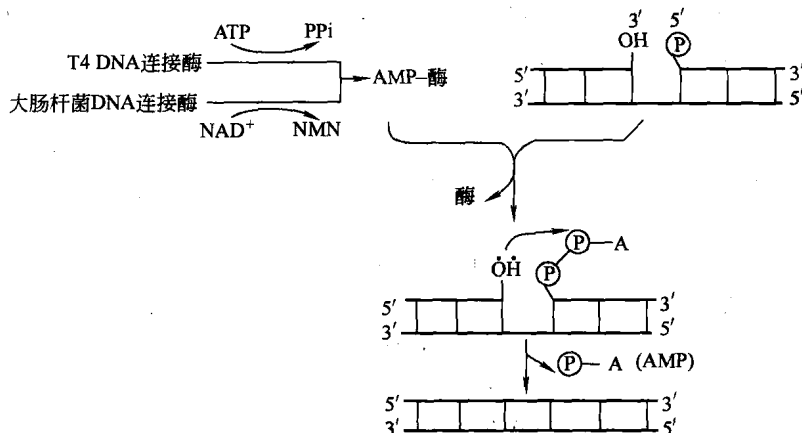 ATP PPi
T4 DNA连接酶
AMP–酶
大肠杆菌DNA连接酶
NAD⁺ NMN
3′ 5′
OH P
5′ 3′
3′ 5′
酶
P A
OH P
5′ 3′
3′ 5′
P A (AMP)
5′ 3′
3′ 5′